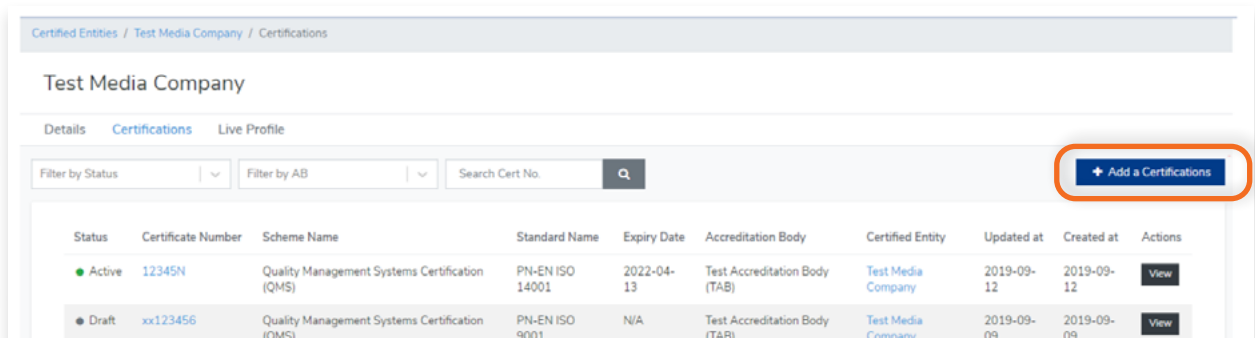 Certified Entities / Test Media Company / Certifications
Test Media Company
Details Certifications Live Profile
Filter by Status Filter by AB Search Cert No. + Add a Certifications
Status Certificate Number Scheme Name Standard Name Expiry Date Accreditation Body Certified Entity Updated at Created at Actions
Active 12345N Quality Management Systems Certification PN-EN ISO 2022-04- Test Accreditation Body Test Media 2019-09- 2019-09- View
(QMS) 14001 13 (TAB) Company 12 12
Draft xx123456 Quality Management Systems Certification PN-EN ISO N/A Test Accreditation Body Test Media 2019-09- 2019-09- View
(QMS) 9001 (TAB) Company 09 09